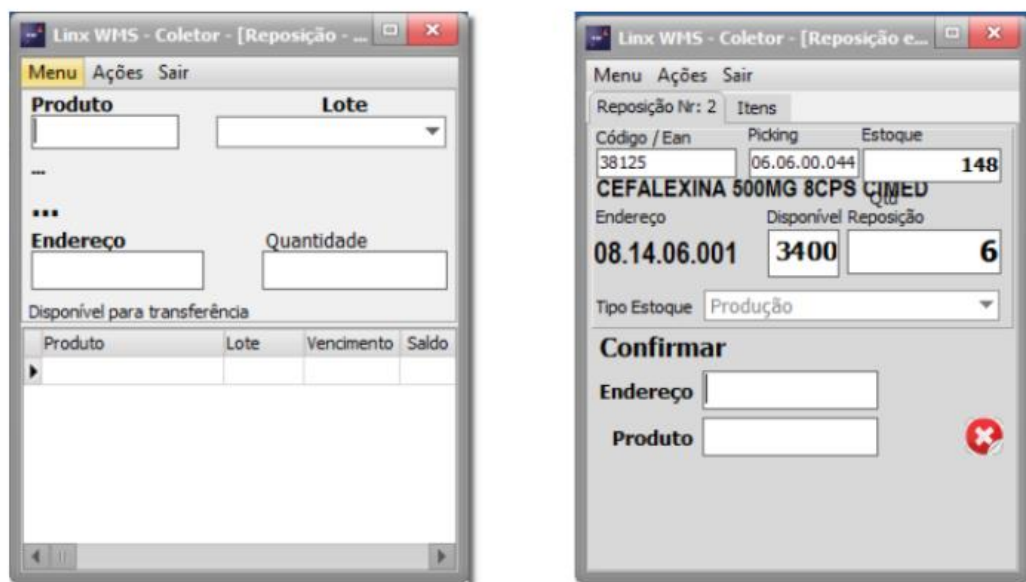 Linx WMS - Coletor - [Reposição - ...
Menu Ações Sair
Produto Lote
...
...
Endereço Quantidade
Disponível para transferência
Produto Lote Vencimento Saldo
Linx WMS - Coletor - [Reposição e...
Menu Ações Sair
Reposição Nr: 2 Itens
Código / Ean Picking Estoque
38125 06.06.00.044 148
CEFALEXINA 500MG 8CPS CIMED
Qtd
Endereço Disponível Reposição
08.14.06.001 3400 6
Tipo Estoque Produção
Confirmar
Endereço
Produto